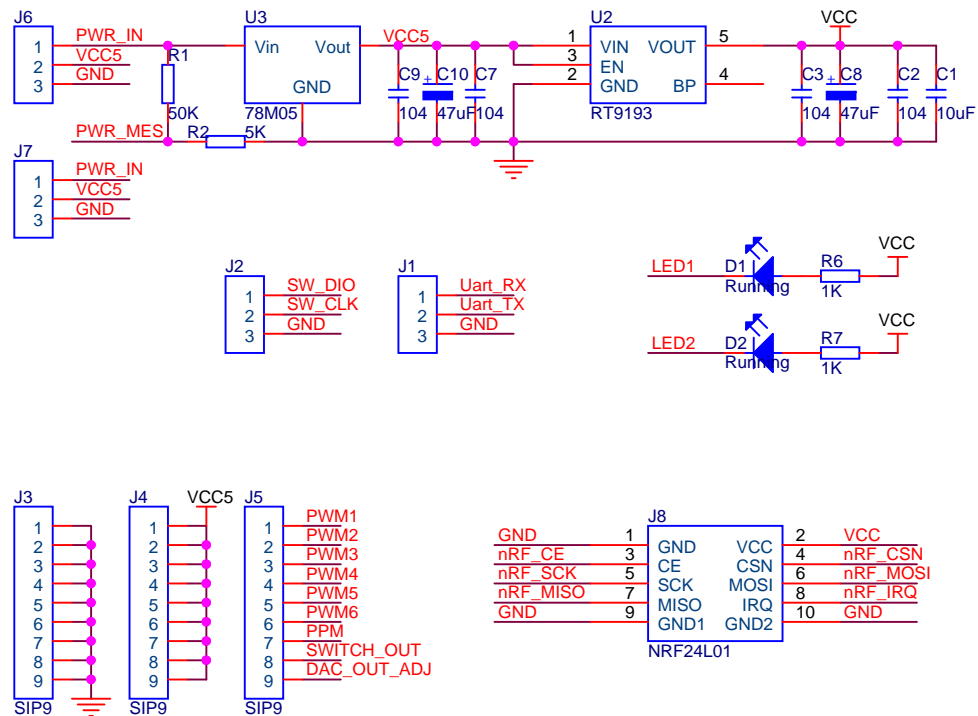 J6
1 PWR_IN
2 VCC5
3 GND
R1
50K
PWR_MES
R2 5K
U3
Vin Vout
GND
78M05
VCC5
C9
104
+ C10
47uF
C7
104
U2
1 VIN VOUT 5
3 EN
2 GND BP 4
RT9193
VCC
C3
104
+ C8
47uF
C2
104
C1
10uF
J7
1 PWR_IN
2 VCC5
3 GND
J2
1 SW_DIO
2 SW_CLK
3 GND
J1
1 Uart_RX
2 Uart_TX
3 GND
VCC
LED1 D1 R6
Running 1K
VCC
LED2 D2 R7
Running 1K
J3
1
2
3
4
5
6
7
8
9
SIP9
J4 VCC5
1
2
3
4
5
6
7
8
9
SIP9
J5
1 PWM1
2 PWM2
3 PWM3
4 PWM4
5 PWM5
6 PWM6
7 PPM
8 SWITCH_OUT
9 DAC_OUT_ADJ
SIP9
J8
GND 1 GND VCC 2 VCC
nRF_CE 3 CE CSN 4 nRF_CSN
nRF_SCK 5 SCK MOSI 6 nRF_MOSI
nRF_MISO 7 MISO IRQ 8 nRF_IRQ
GND 9 GND1 GND2 10 GND
NRF24L01